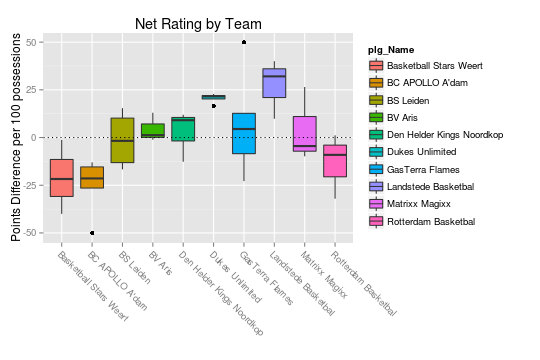 Net Rating by Team
Points Difference per 100 possessions
50
25
0
-25
-50
Basketball Stars Weert
BC APOLLO A'dam
BS Leiden
BV Aris
Den Helder Kings Noordkop
Dukes Unlimited
GasTerra Flames
Landstede Basketbal
Matrixx Magixx
Rotterdam Basketbal
plg_Name
Basketball Stars Weert
BC APOLLO A'dam
BS Leiden
BV Aris
Den Helder Kings Noordkop
Dukes Unlimited
GasTerra Flames
Landstede Basketbal
Matrixx Magixx
Rotterdam Basketbal